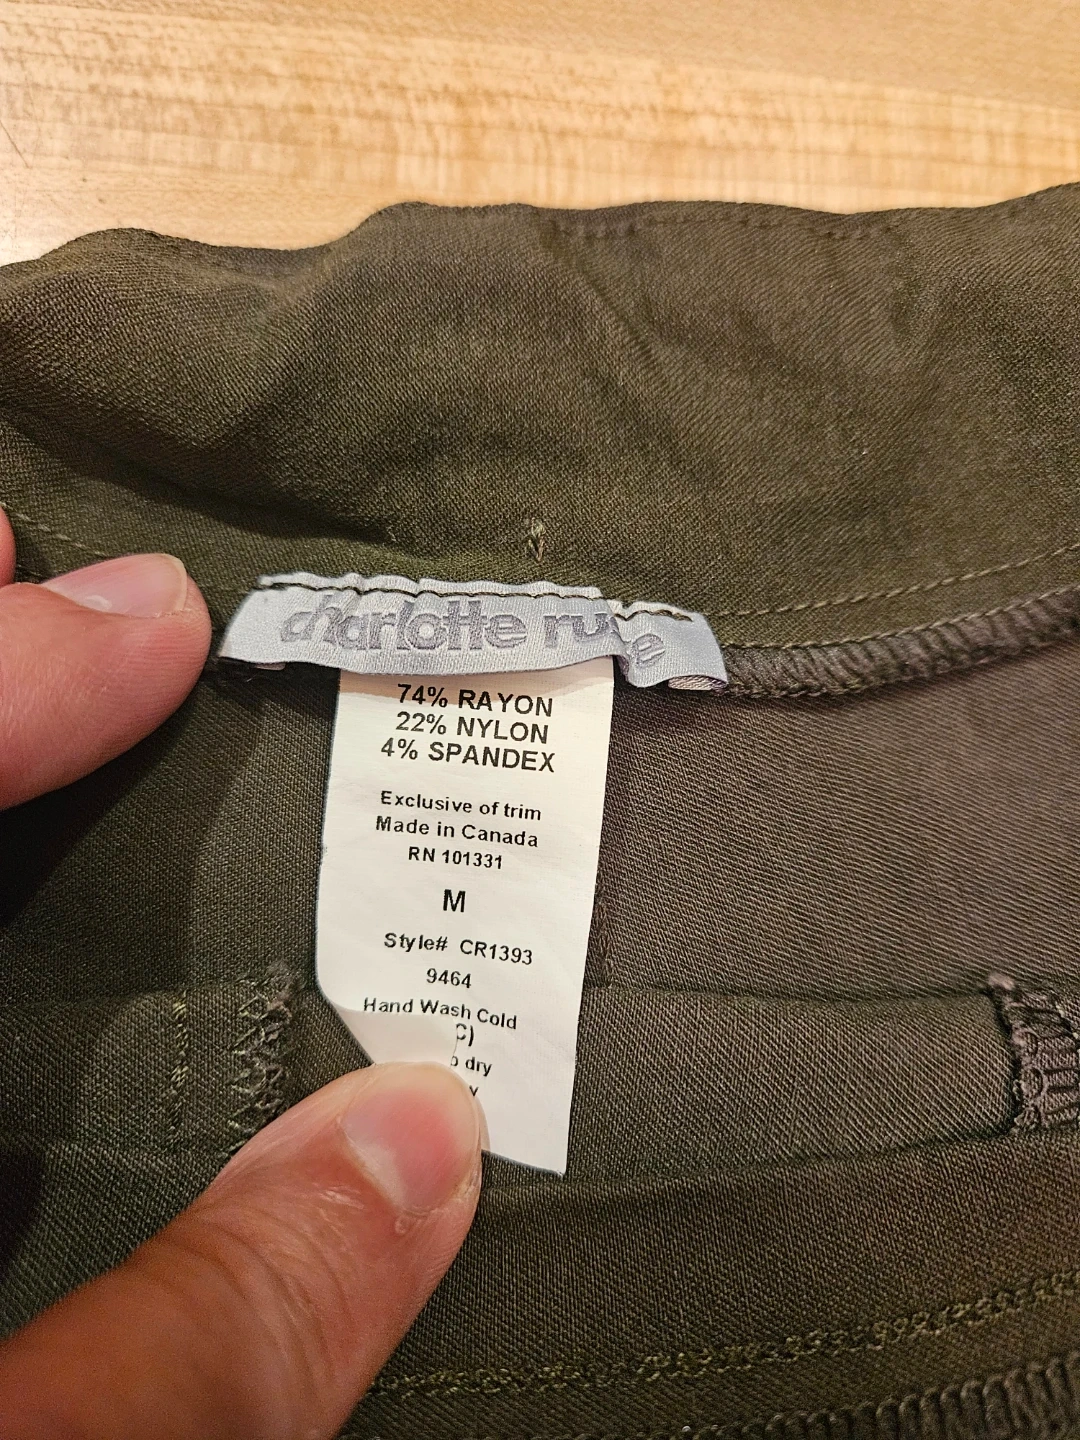 charlotte russe
74% RAYON
22% NYLON
4% SPANDEX
Exclusive of trim
Made in Canada
RN 101331
M
Style# CR1393
9464
Hand Wash Cold
C)
dry